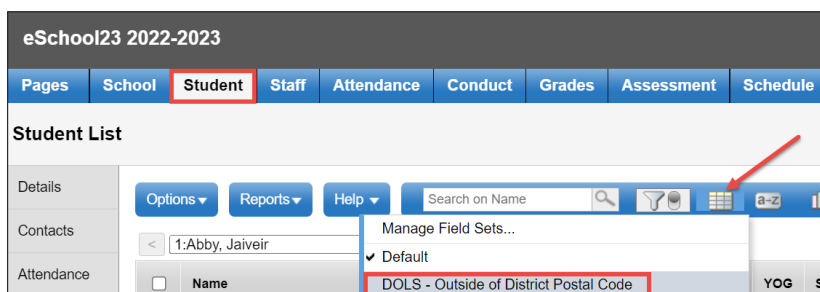 eSchool23 2022-2023
Pages School Student Staff Attendance Conduct Grades Assessment Schedule
Student List
Details
Options Reports Help Search on Name a-z
Contacts
Manage Field Sets...
< 1:Abby, Jaiveir
Default
Attendance
Name DOLS - Outside of District Postal Code YOG S